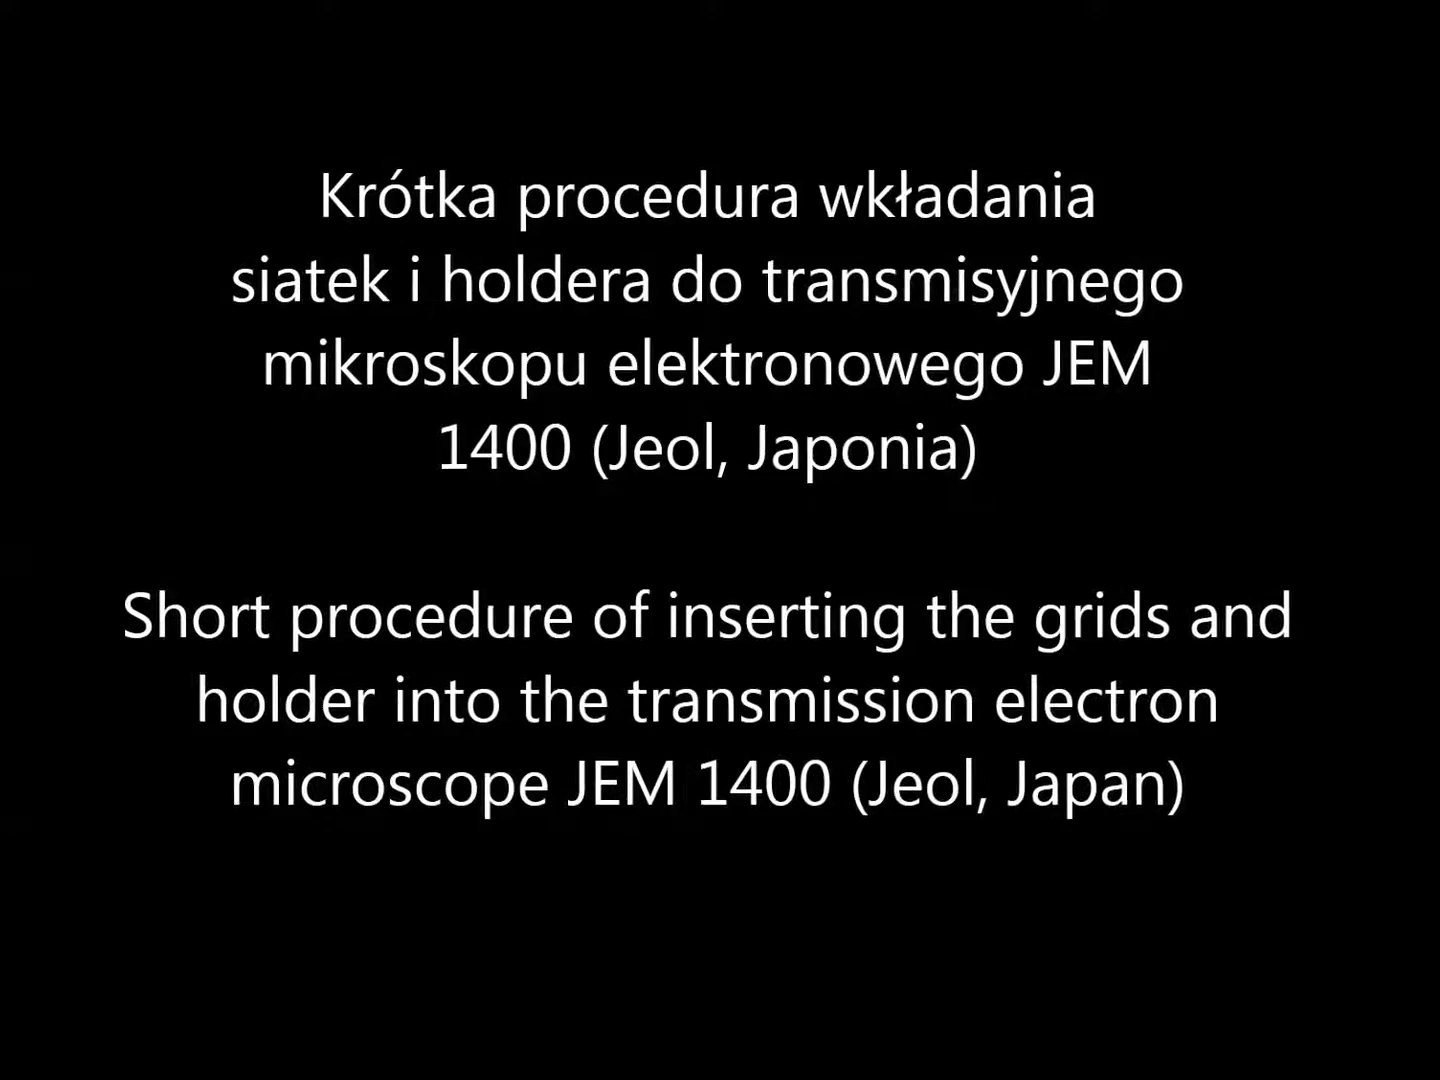 Krótka procedura wkładania
siatek i holdera do transmisyjnego
mikroskopu elektronowego JEM
1400 (Jeol, Japonia)
Short procedure of inserting the grids and
holder into the transmission electron
microscope JEM 1400 (Jeol, Japan)